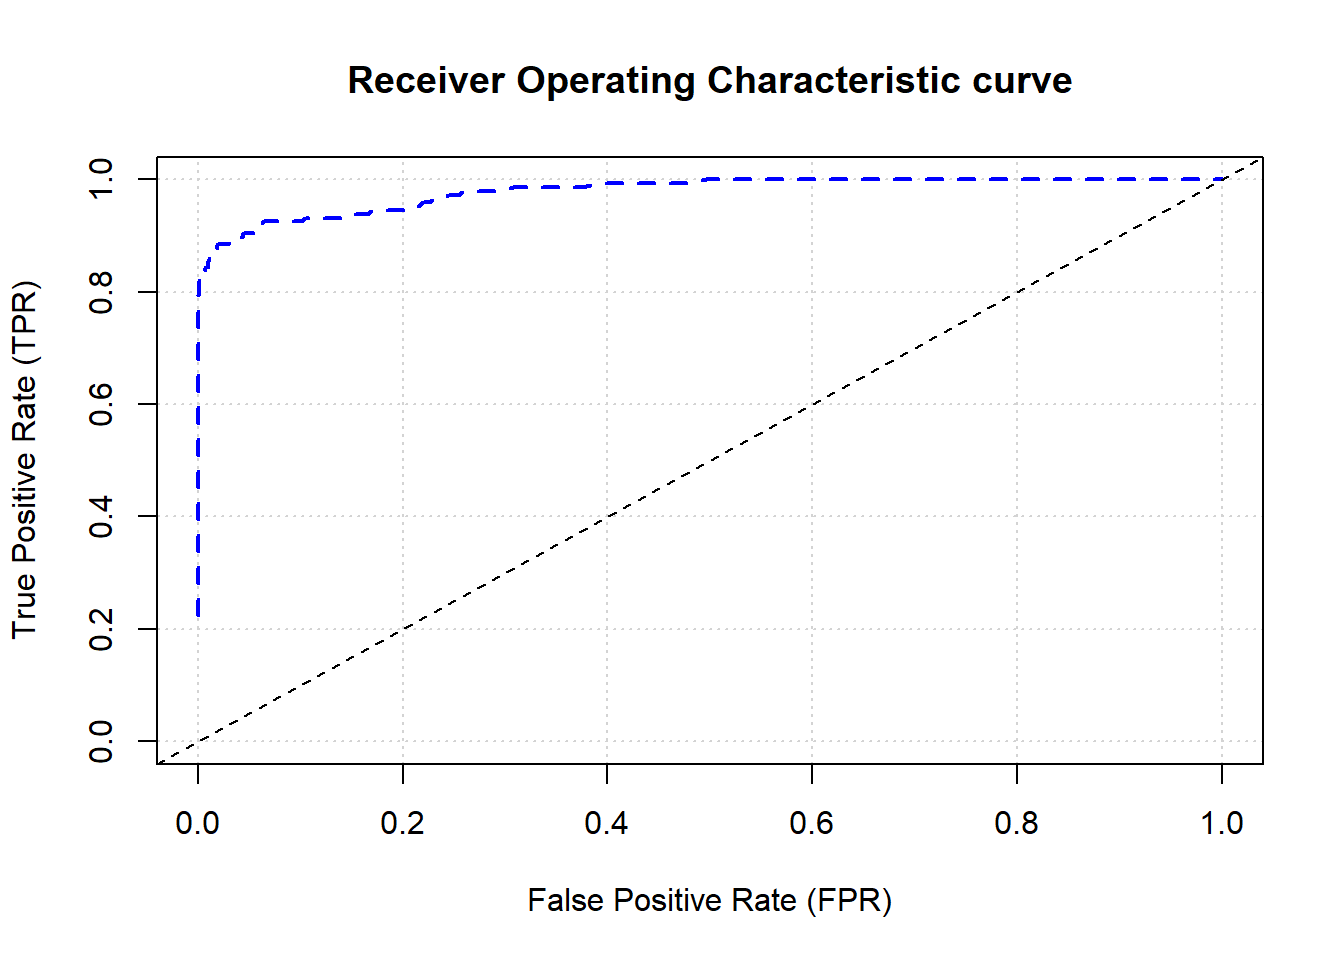 Receiver Operating Characteristic curve
True Positive Rate (TPR)
1.0
0.8
0.6
0.4
0.2
0.0
0.0 0.2 0.4 0.6 0.8 1.0
False Positive Rate (FPR)